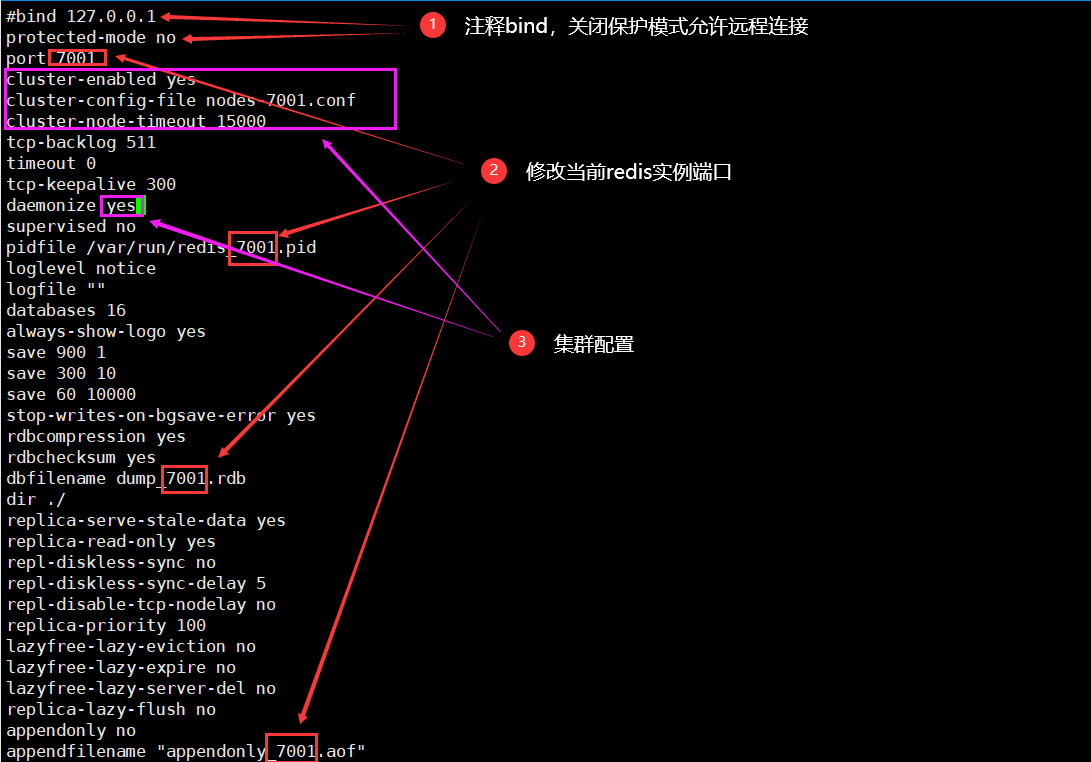 #bind 127.0.0.1
1 注释bind，关闭保护模式允许远程连接
protected-mode no
port 7001
cluster-enabled yes
cluster-config-file nodes-7001.conf
cluster-node-timeout 15000
tcp-backlog 511
timeout 0
2 修改当前redis实例端口
tcp-keepalive 300
daemonize yes
supervised no
pidfile /var/run/redis_7001.pid
loglevel notice
logfile ""
databases 16
always-show-logo yes
3 集群配置
save 900 1
save 300 10
save 60 10000
stop-writes-on-bgsave-error yes
rdbcompression yes
rdbchecksum yes
dbfilename dump_7001.rdb
dir ./
replica-serve-stale-data yes
replica-read-only yes
repl-diskless-sync no
repl-diskless-sync-delay 5
repl-disable-tcp-nodelay no
replica-priority 100
lazyfree-lazy-eviction no
lazyfree-lazy-expire no
lazyfree-lazy-server-del no
replica-lazy-flush no
appendonly no
appendfilename "appendonly_7001.aof"